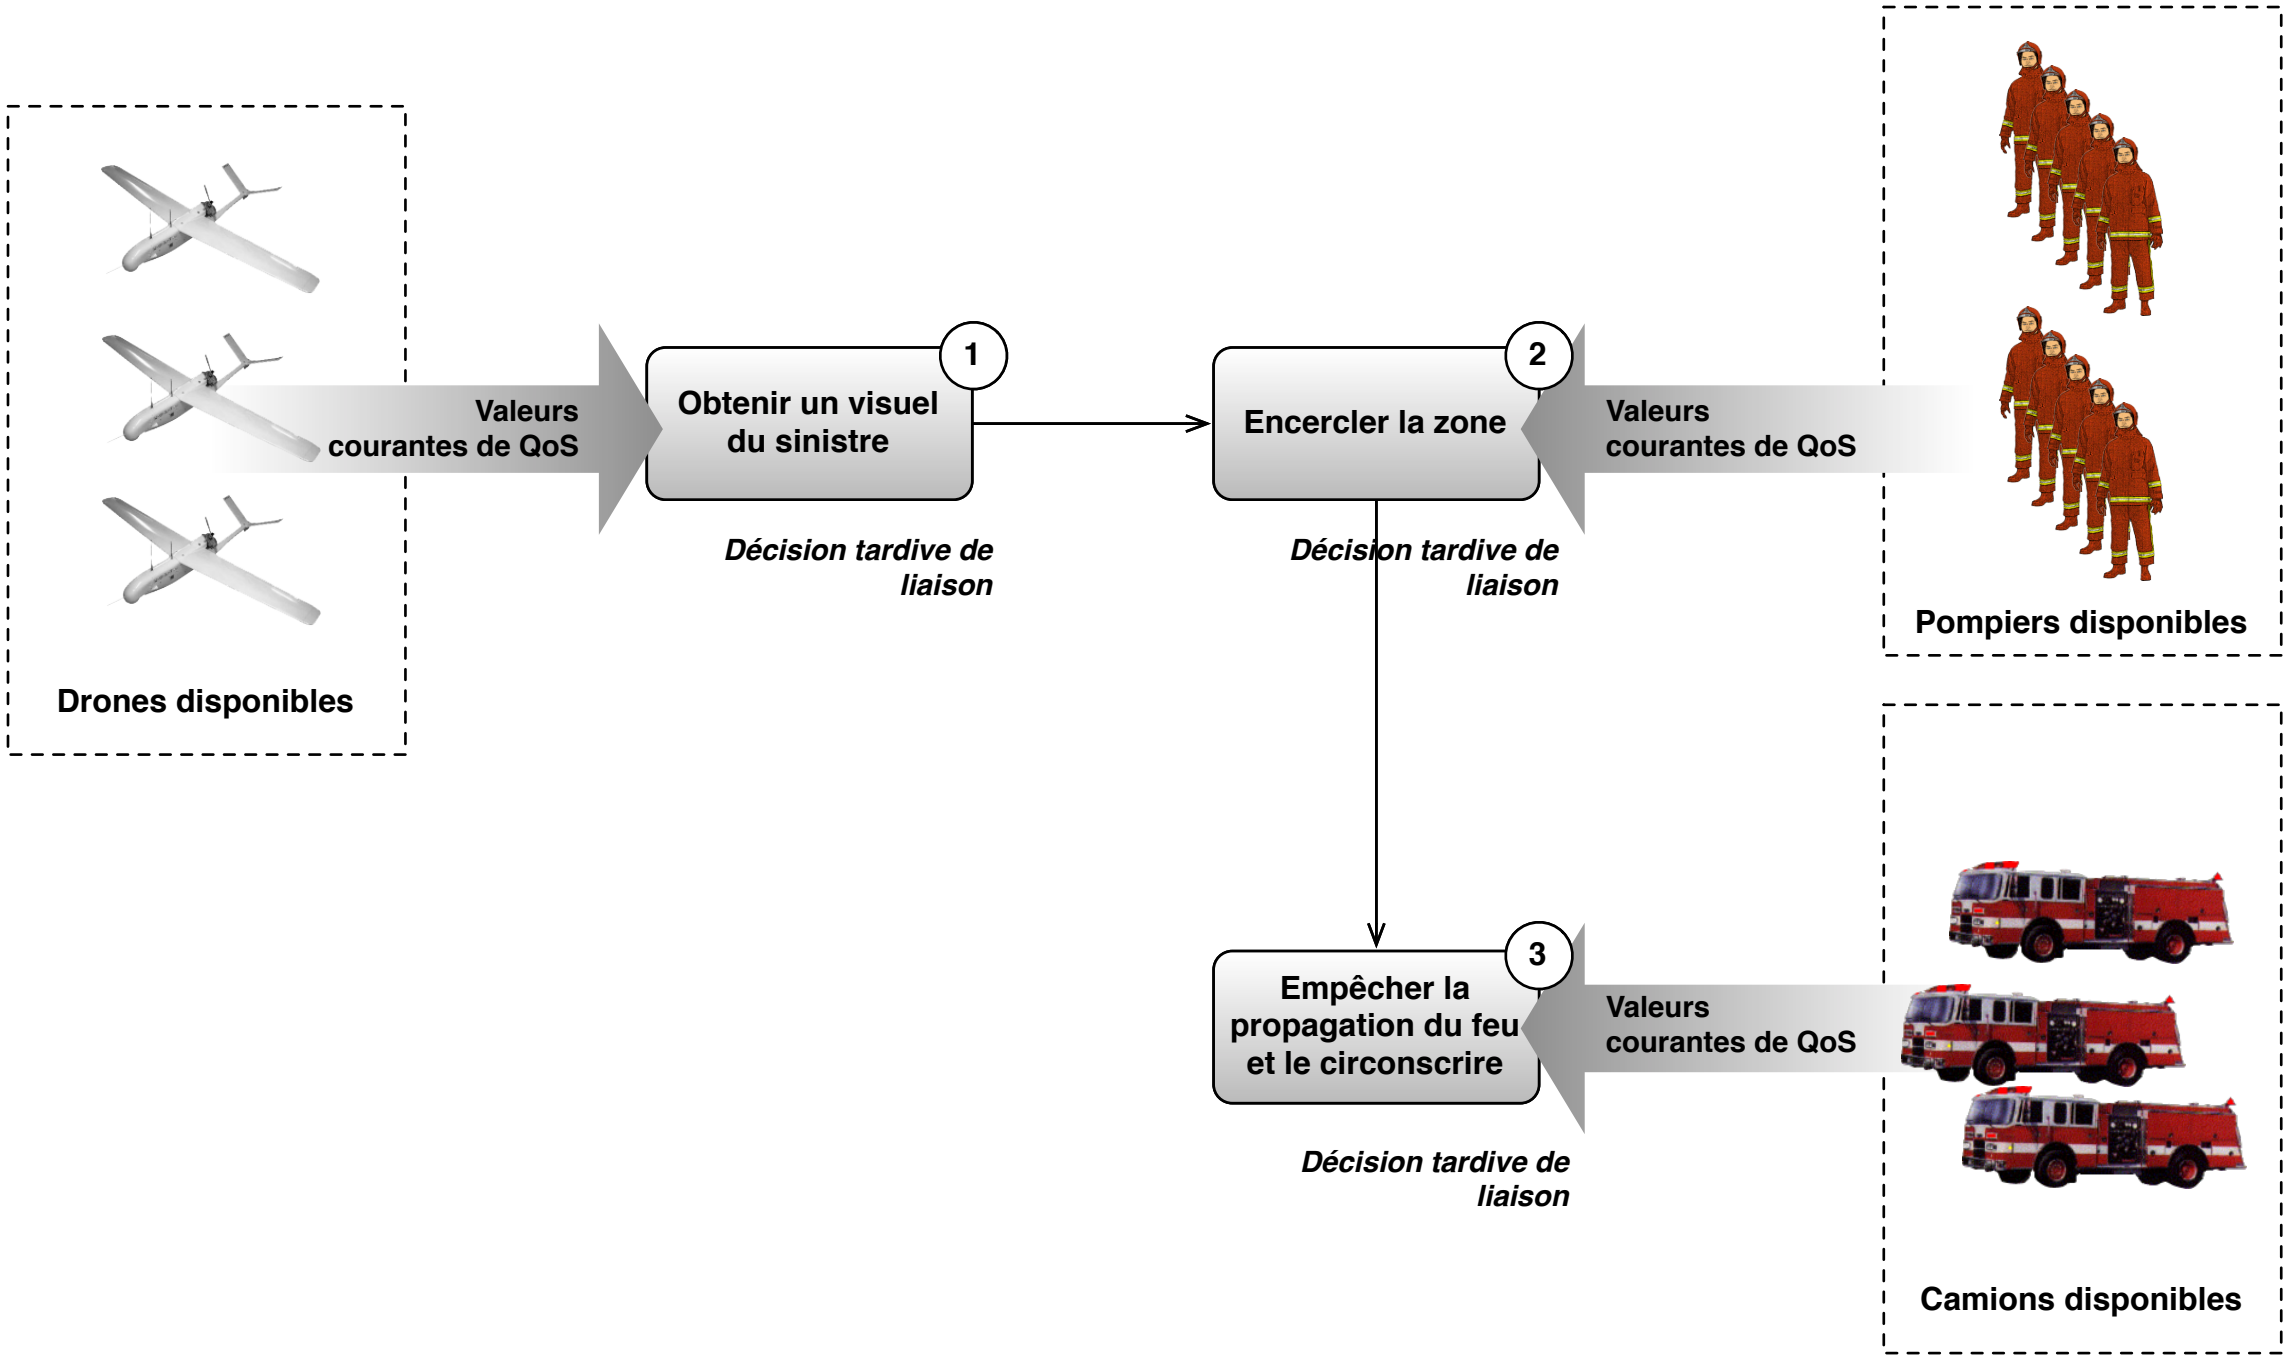 Drones disponibles
Valeurs
courantes de QoS
1
Obtenir un visuel
du sinistre
Décision tardive de
liaison
2
Encercler la zone
Décision tardive de
liaison
Valeurs
courantes de QoS
Pompiers disponibles
3
Empêcher la
propagation du feu
et le circonscrire
Décision tardive de
liaison
Valeurs
courantes de QoS
Camions disponibles